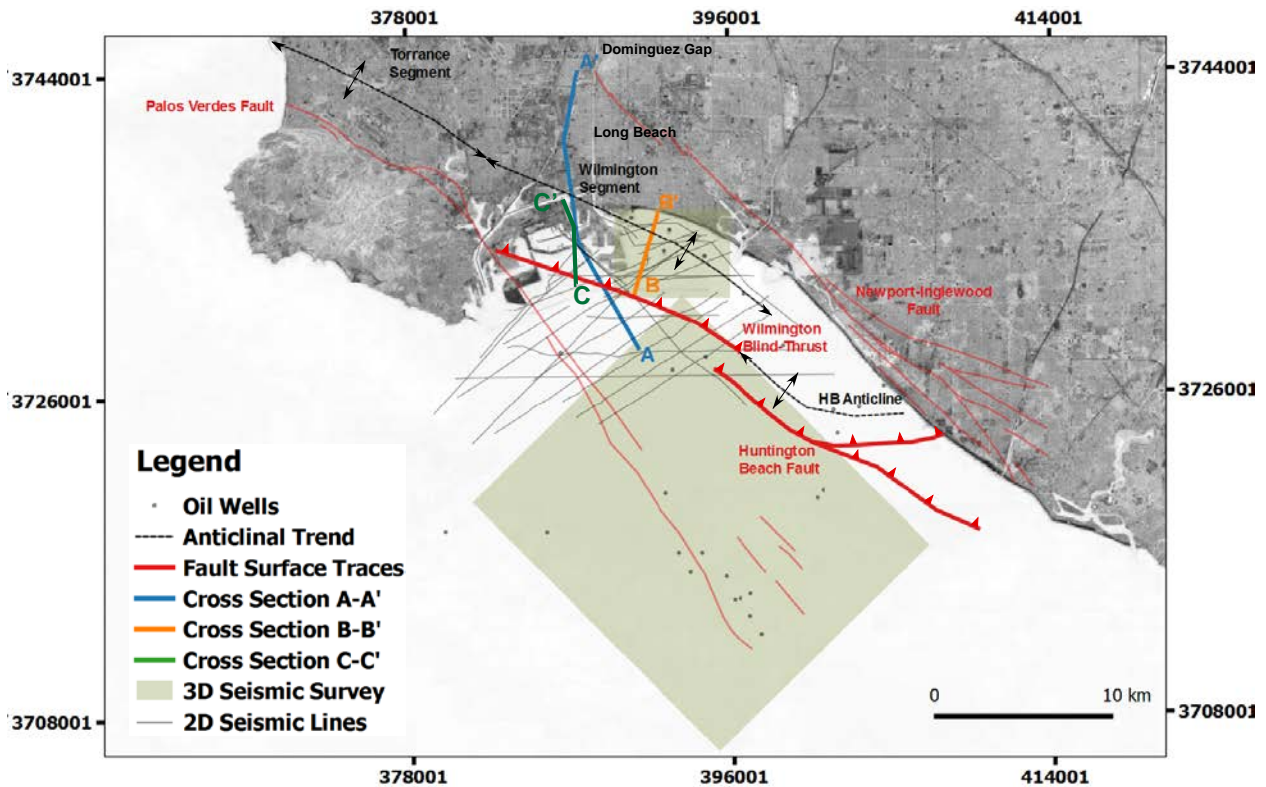 378001
396001
414001
3744001
3744001
Dominguez Gap
A'
Torrance
Segment
Palos Verdes Fault
Long Beach
Wilmington
Segment
C'
B'
C
B
A
Newport-Inglewood
Fault
Wilmington
Blind-Thrust
3726001
3726001
HB Anticline
Huntington
Beach Fault
Legend
Oil Wells
Anticlinal Trend
Fault Surface Traces
Cross Section A-A'
Cross Section B-B'
Cross Section C-C'
3D Seismic Survey
2D Seismic Lines
0
10 km
3708001
3708001
378001
396001
414001